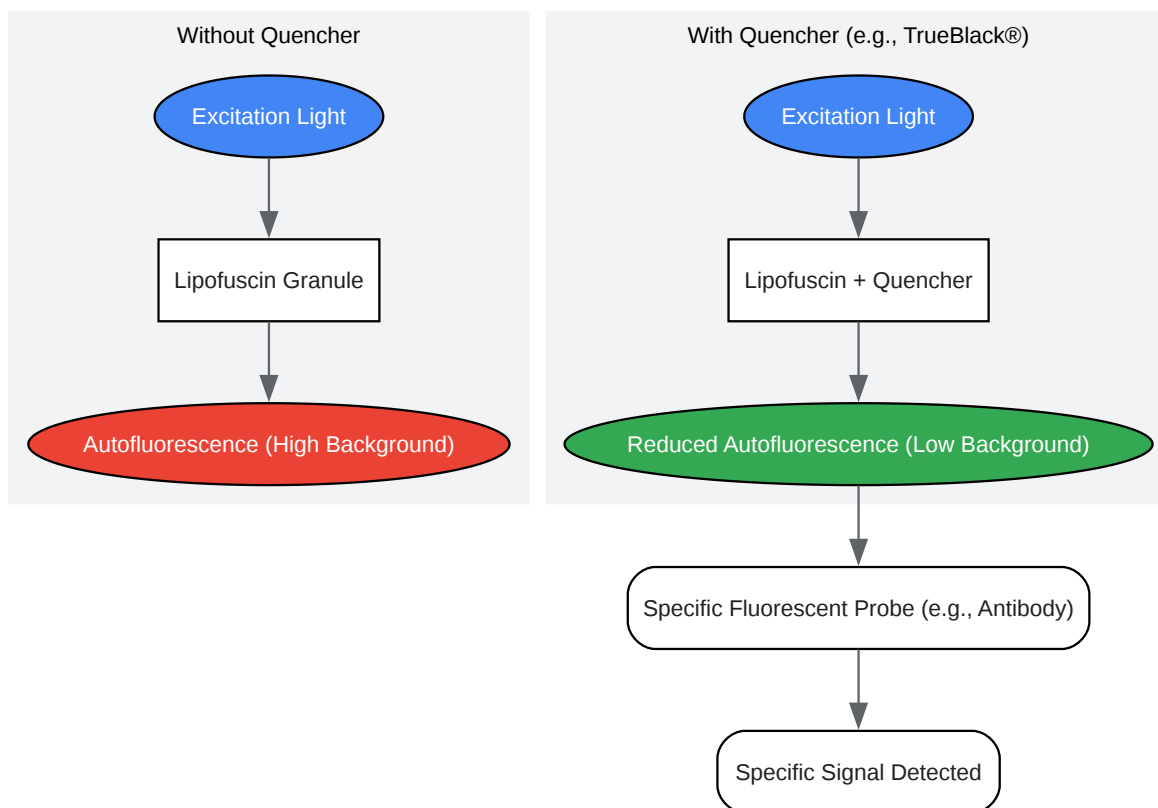 Without Quencher
Excitation Light
Lipofuscin Granule
Autofluorescence (High Background)
With Quencher (e.g., TrueBlack®)
Excitation Light
Lipofuscin + Quencher
Reduced Autofluorescence (Low Background)
Specific Fluorescent Probe (e.g., Antibody)
Specific Signal Detected